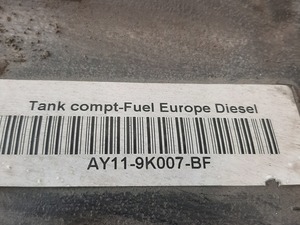 Tank compt-Fuel Europe Diesel
AY11-9K007-BF